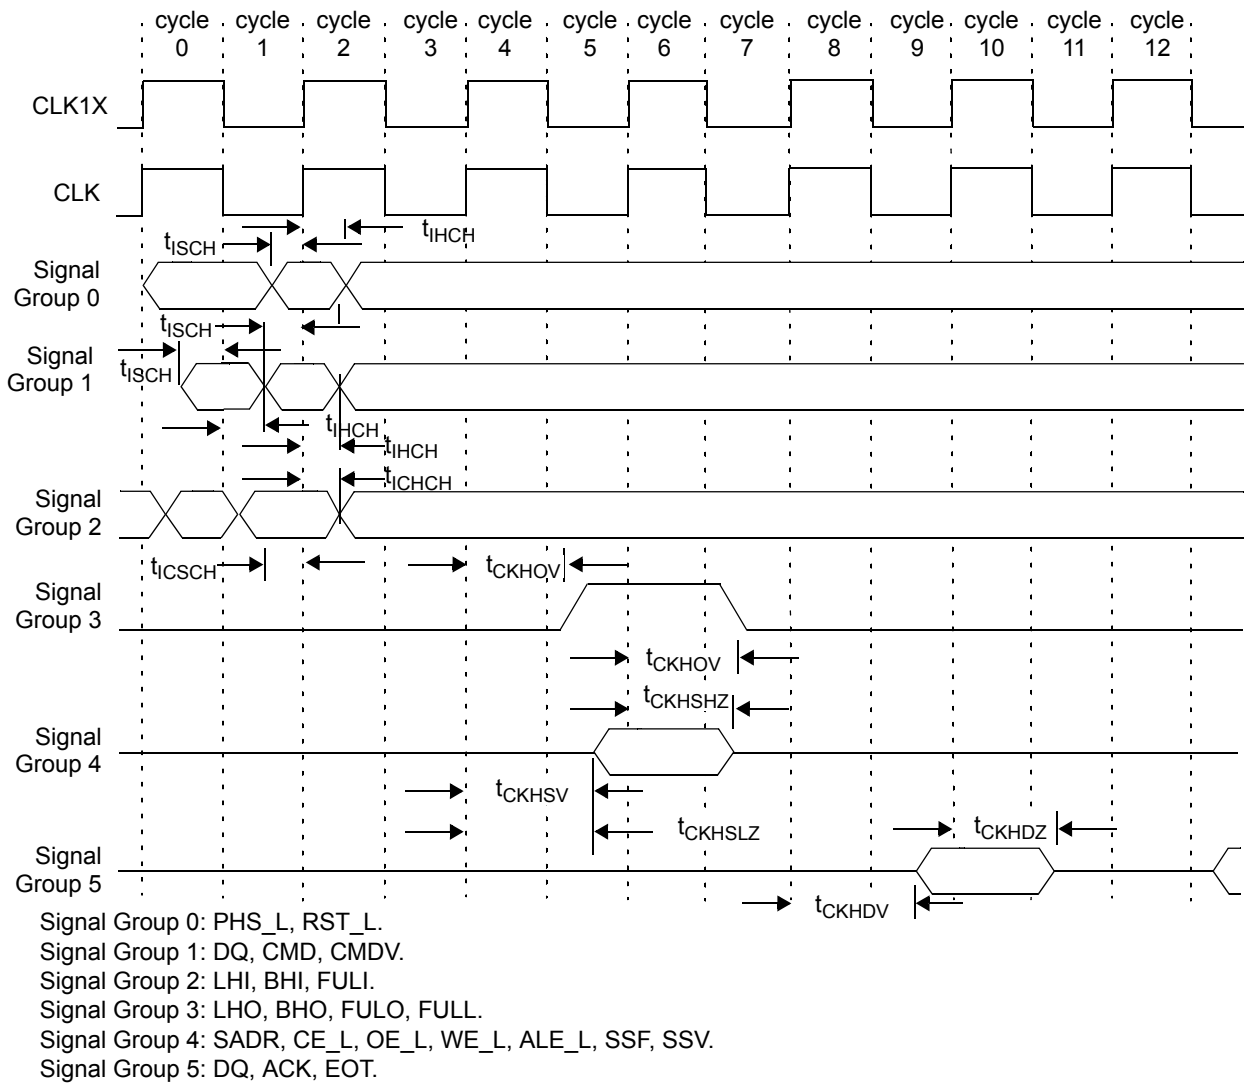 cycle cycle cycle cycle cycle cycle cycle cycle cycle cycle cycle cycle cycle
0 1 2 3 4 5 6 7 8 9 10 11 12
CLK1X
CLK
tIHCH
tISCH
Signal
Group 0
tISCH
Signal
Group 1
tISCH
tIHCH
tIHCH
tICHCH
Signal
Group 2
tICSCH
tCKHOV
Signal
Group 3
tCKHOV
tCKHSHZ
Signal
Group 4
tCKHSV
tCKHSLZ
tCKHDZ
Signal
Group 5
tCKHDV
Signal Group 0: PHS_L, RST_L.
Signal Group 1: DQ, CMD, CMDV.
Signal Group 2: LHI, BHI, FULI.
Signal Group 3: LHO, BHO, FULO, FULL.
Signal Group 4: SADR, CE_L, OE_L, WE_L, ALE_L, SSF, SSV.
Signal Group 5: DQ, ACK, EOT.